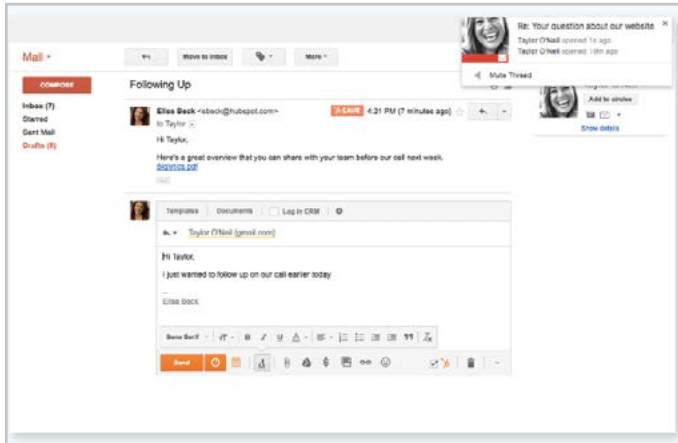 Re: Your question about our website
Taylor O'Neil opened 1s ago
Taylor O'Neil opened 19m ago
Mute Thread
Mail
Move to Inbox
More
COMPOSE
Following Up
Add to circles
Show details
Inbox (7)
Starred
Sent Mail
Drafts (8)
Elise Beck <ebeck@hubspot.com>
SAVE
4:21 PM (7 minutes ago)
to Taylor
Hi Taylor,
Here's a great overview that you can share with your team before our call next week.
Templates Documents Log in CRM
Taylor O'Neil (gmail.com)
Hi Taylor,
I just wanted to follow up on our call earlier today
--
Elise Beck
Sans Serif
Send